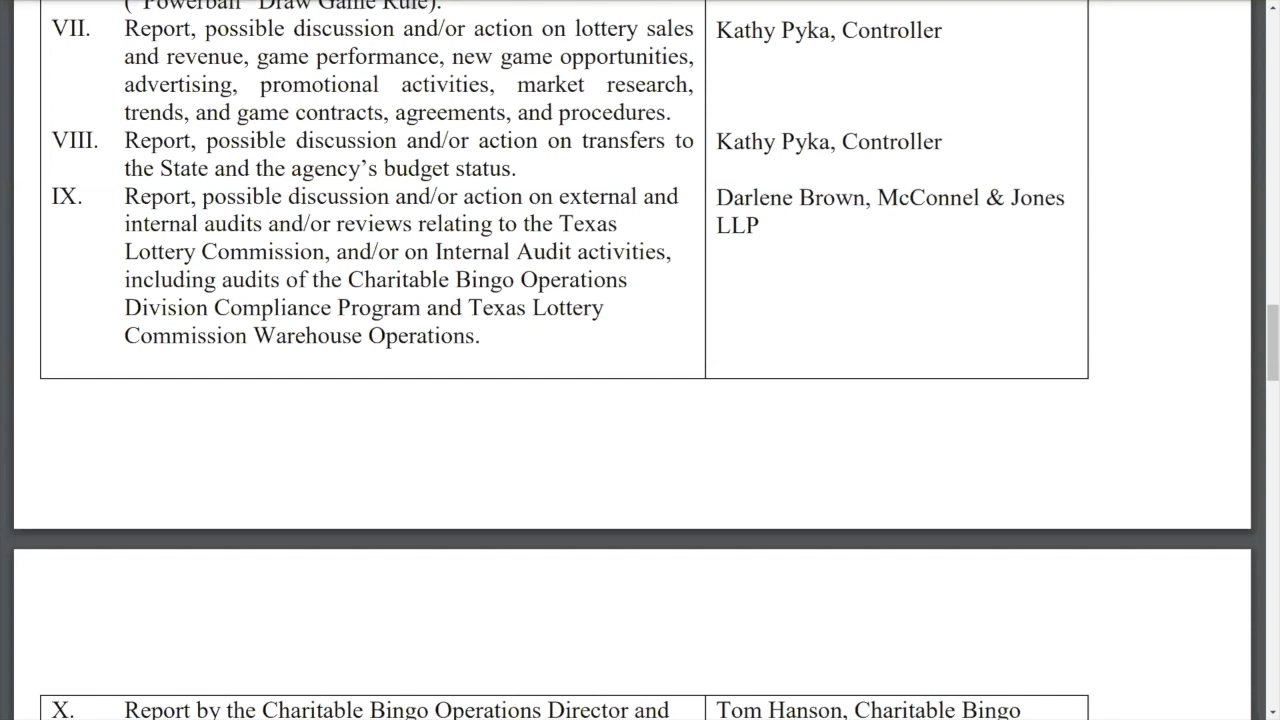 ("Powerball" Draw Game Rule).
VII. Report, possible discussion and/or action on lottery sales Kathy Pyka, Controller
and revenue, game performance, new game opportunities,
advertising, promotional activities, market research,
trends, and game contracts, agreements, and procedures.
VIII. Report, possible discussion and/or action on transfers to Kathy Pyka, Controller
the State and the agency’s budget status.
IX. Report, possible discussion and/or action on external and Darlene Brown, McConnel & Jones
internal audits and/or reviews relating to the Texas LLP
Lottery Commission, and/or on Internal Audit activities,
including audits of the Charitable Bingo Operations
Division Compliance Program and Texas Lottery
Commission Warehouse Operations.
X. Report by the Charitable Bingo Operations Director and Tom Hanson, Charitable Bingo